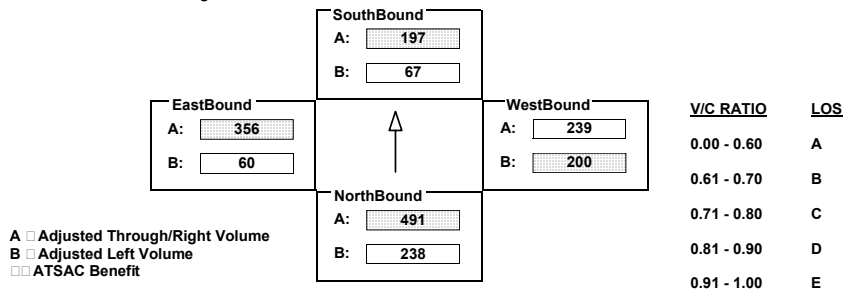 SouthBound
A: 197
B: 67
EastBound
A: 356
B: 60
WestBound
A: 239
B: 200
NorthBound
A: 491
B: 238
A □ Adjusted Through/Right Volume
B □ Adjusted Left Volume
□□ ATSAC Benefit
V/C RATIO LOS
0.00 - 0.60 A
0.61 - 0.70 B
0.71 - 0.80 C
0.81 - 0.90 D
0.91 - 1.00 E